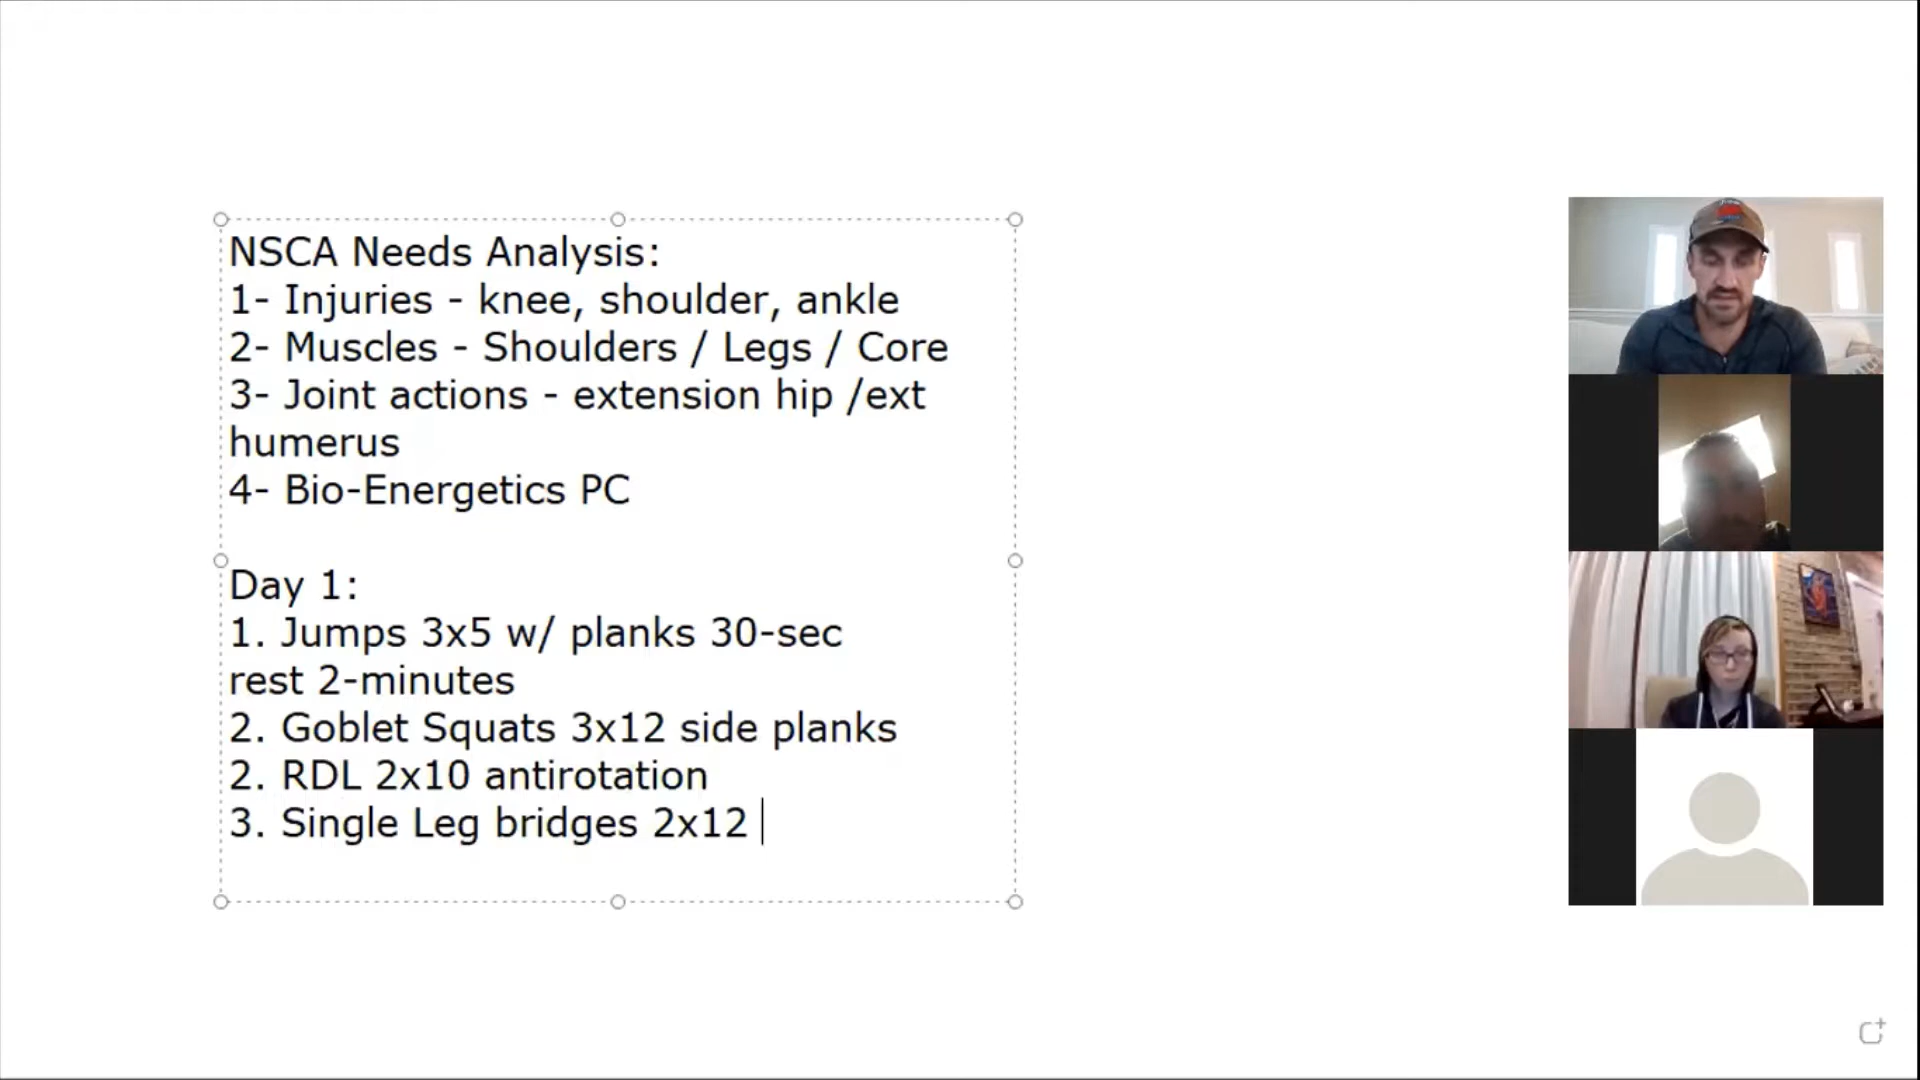 NSCA Needs Analysis:
1- Injuries - knee, shoulder, ankle
2- Muscles - Shoulders / Legs / Core
3- Joint actions - extension hip /ext
humerus
4- Bio-Energetics PC
Day 1:
1. Jumps 3x5 w/ planks 30-sec
rest 2-minutes
2. Goblet Squats 3x12 side planks
2. RDL 2x10 antirotation
3. Single Leg bridges 2x12